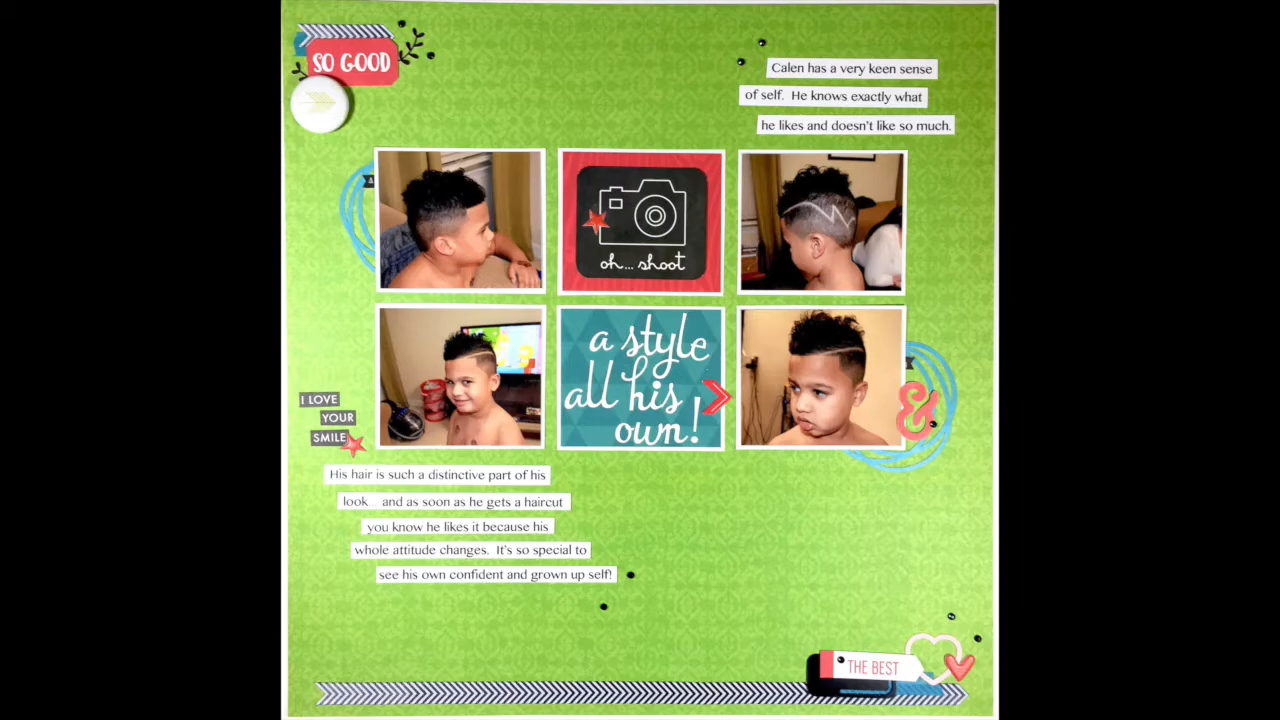 SO GOOD
Calen has a very keen sense
of self. He knows exactly what
he likes and doesn't like so much.
oh... shoot
a style
all his
own!
&
I LOVE
YOUR
SMILE
His hair is such a distinctive part of his
look and as soon as he gets a haircut
you know he likes it because his
whole attitude changes. It's so special to
see his own confident and grown up self!
THE BEST